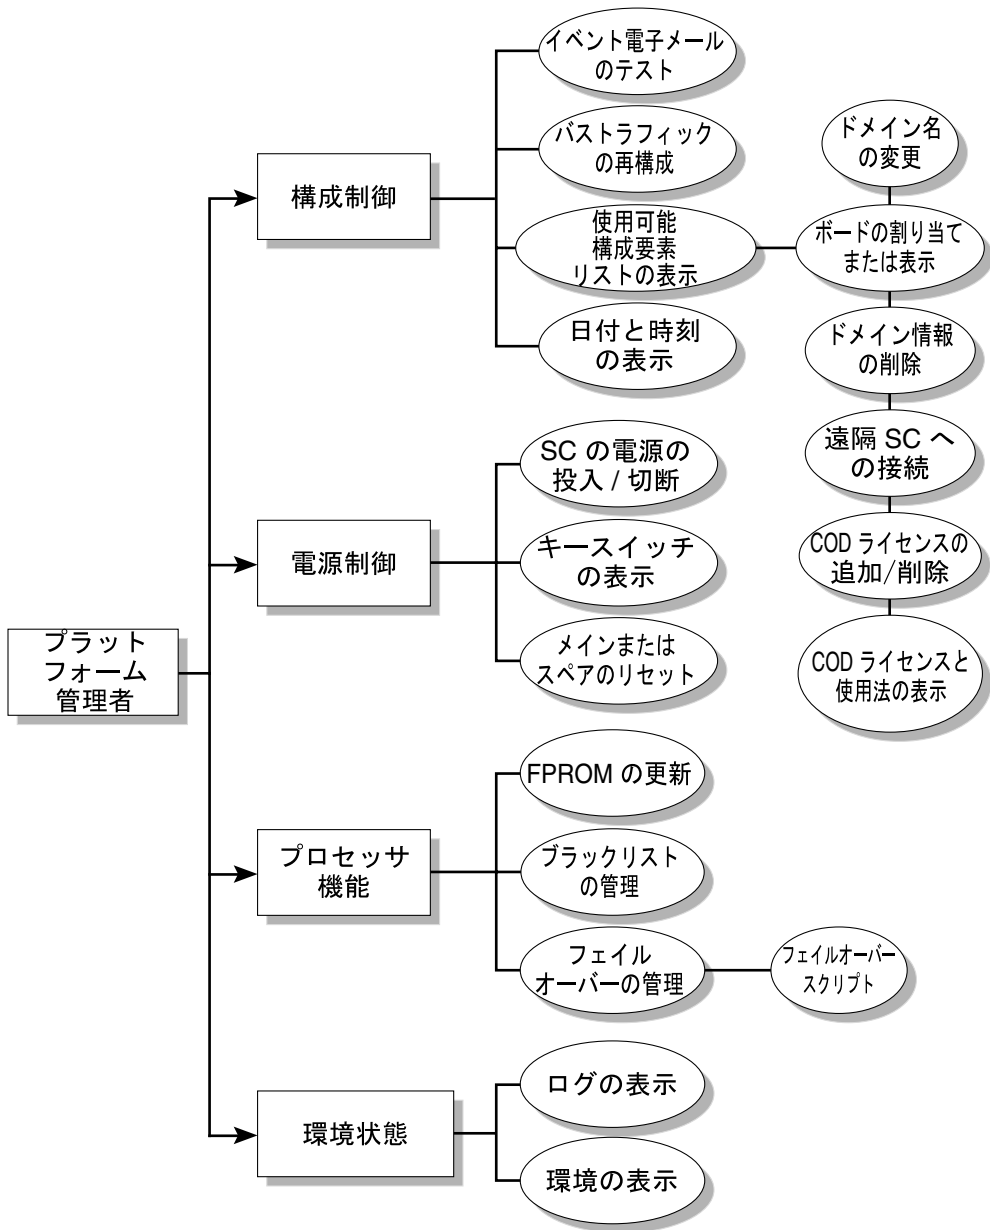 プラット
フォーム
管理者
構成制御
イベント電子メール
のテスト
バストラフィック
の再構成
使用可能
構成要素
リストの表示
日付と時刻
の表示
ドメイン名
の変更
ボードの割り当て
または表示
ドメイン情報
の削除
遠隔 SC へ
の接続
COD ライセンスの
追加/削除
COD ライセンスと
使用法の表示
電源制御
SC の電源の
投入 / 切断
キースイッチ
の表示
メインまたは
スペアのリセット
プロセッサ
機能
FPROM の更新
ブラックリスト
の管理
フェイル
オーバーの管理
フェイルオーバー
スクリプト
環境状態
ログの表示
環境の表示